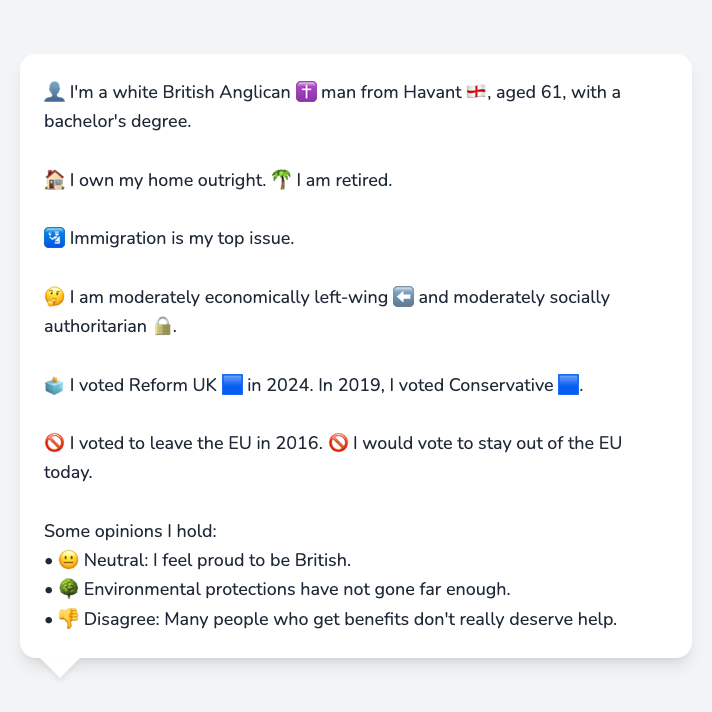 👤 I'm a white British Anglican ✝️ man from Havant 🏴󠁧󠁢󠁥󠁮󠁧󠁿, aged 61, with a
bachelor's degree.
🏠 I own my home outright. 🌴 I am retired.
🛂 Immigration is my top issue.
🤔 I am moderately economically left-wing ⬅️ and moderately socially
authoritarian 🔒.
🗳️ I voted Reform UK 🟦 in 2024. In 2019, I voted Conservative 🟦.
🚫 I voted to leave the EU in 2016. 🚫 I would vote to stay out of the EU
today.
Some opinions I hold:
• 😐 Neutral: I feel proud to be British.
• 🌳 Environmental protections have not gone far enough.
• 👎 Disagree: Many people who get benefits don't really deserve help.